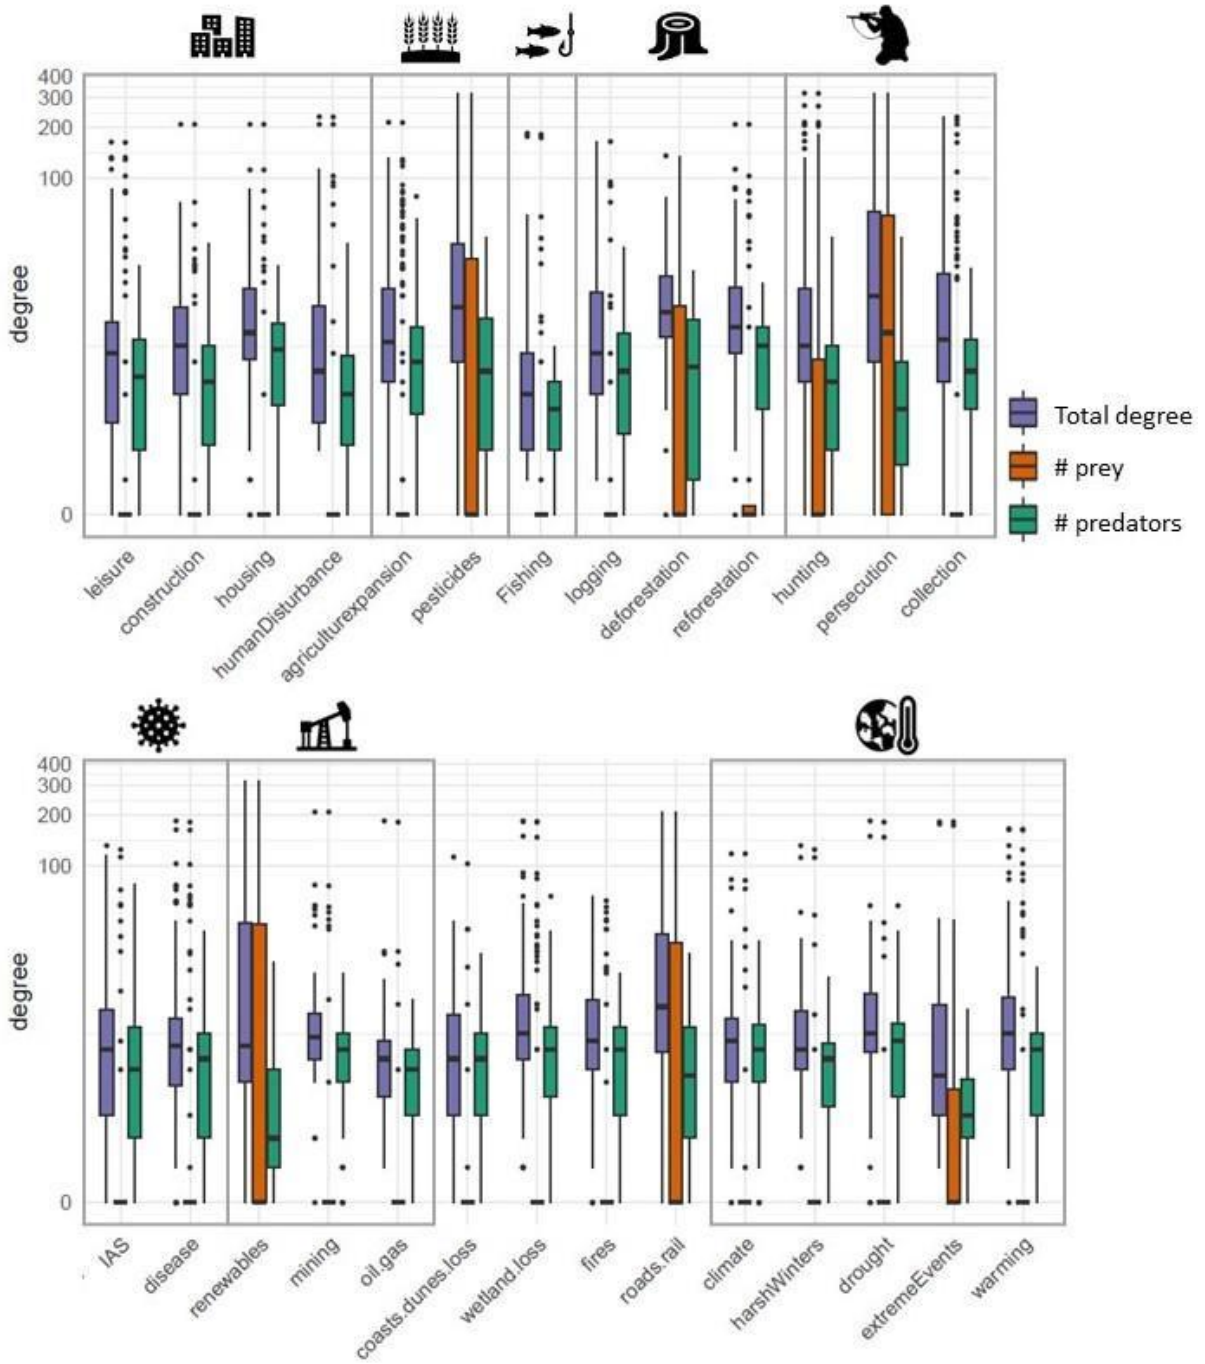 400
300
200
100
0
degree
leisure
construction
housing
humanDisturbance
agriculturexpansion
pesticides
Fishing
logging
deforestation
reforestation
hunting
persecution
collection
Total degree
# prey
# predators
400
300
200
100
0
degree
IAS
disease
renewables
mining
oil.gas
coasts.dunes.loss
wetland.loss
fires
roads.rail
climate
harshWinters
drought
extremeEvents
warming